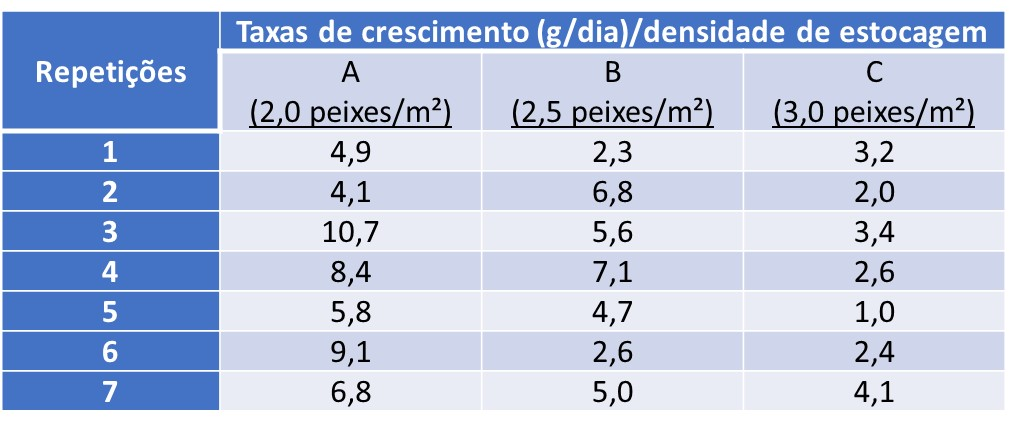 Taxas de crescimento (g/dia)/densidade de estocagem
Repetições
A B C
(2,0 peixes/m²) (2,5 peixes/m²) (3,0 peixes/m²)
1 4,9 2,3 3,2
2 4,1 6,8 2,0
3 10,7 5,6 3,4
4 8,4 7,1 2,6
5 5,8 4,7 1,0
6 9,1 2,6 2,4
7 6,8 5,0 4,1